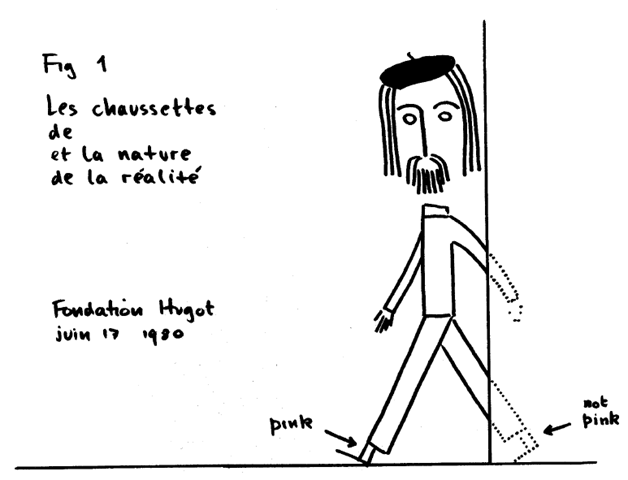 Fig 1
Les chaussettes
de
et la nature
de la réalité
Fondation Hugot
juin 17 1980
pink
not
pink